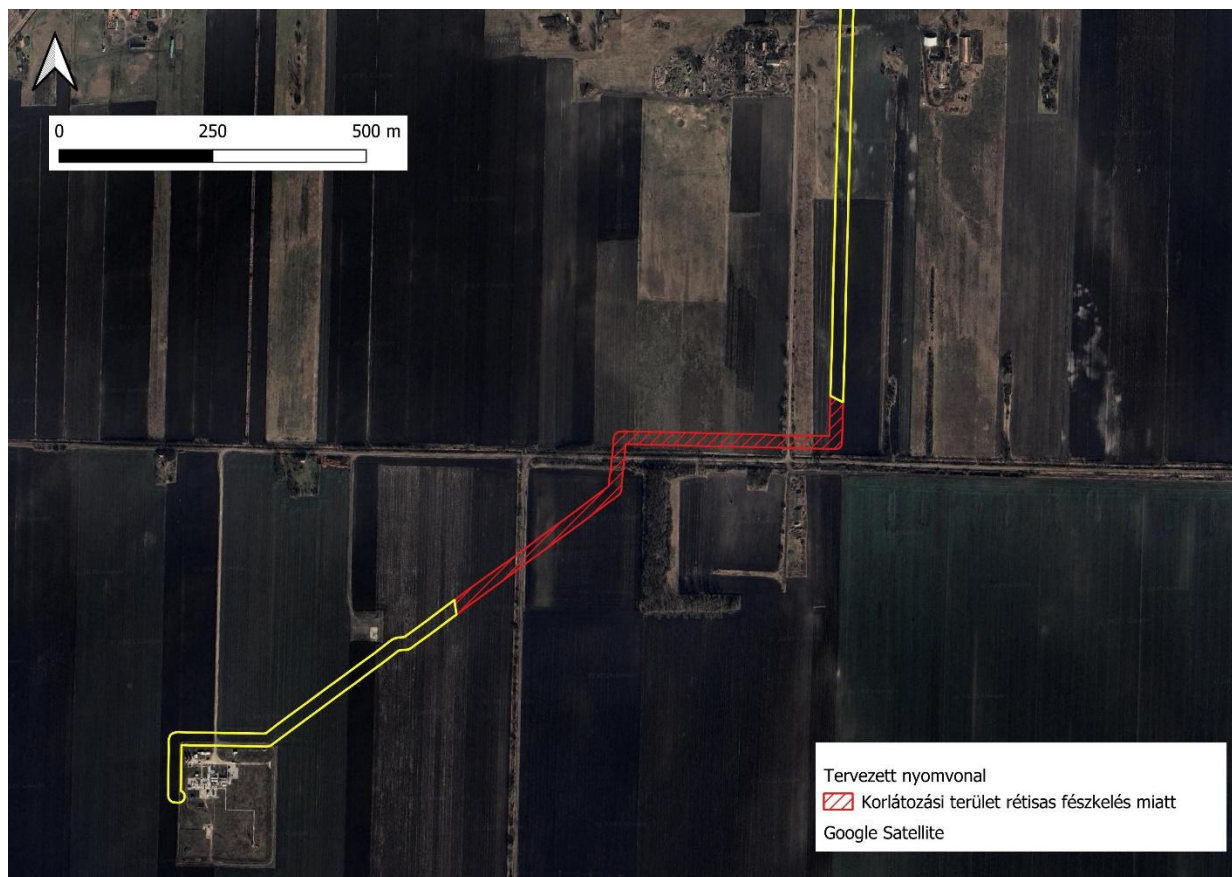 0 250 500 m
Tervezett nyomvonal
Korlátozási terület rétisas fészkelés miatt
Google Satellite